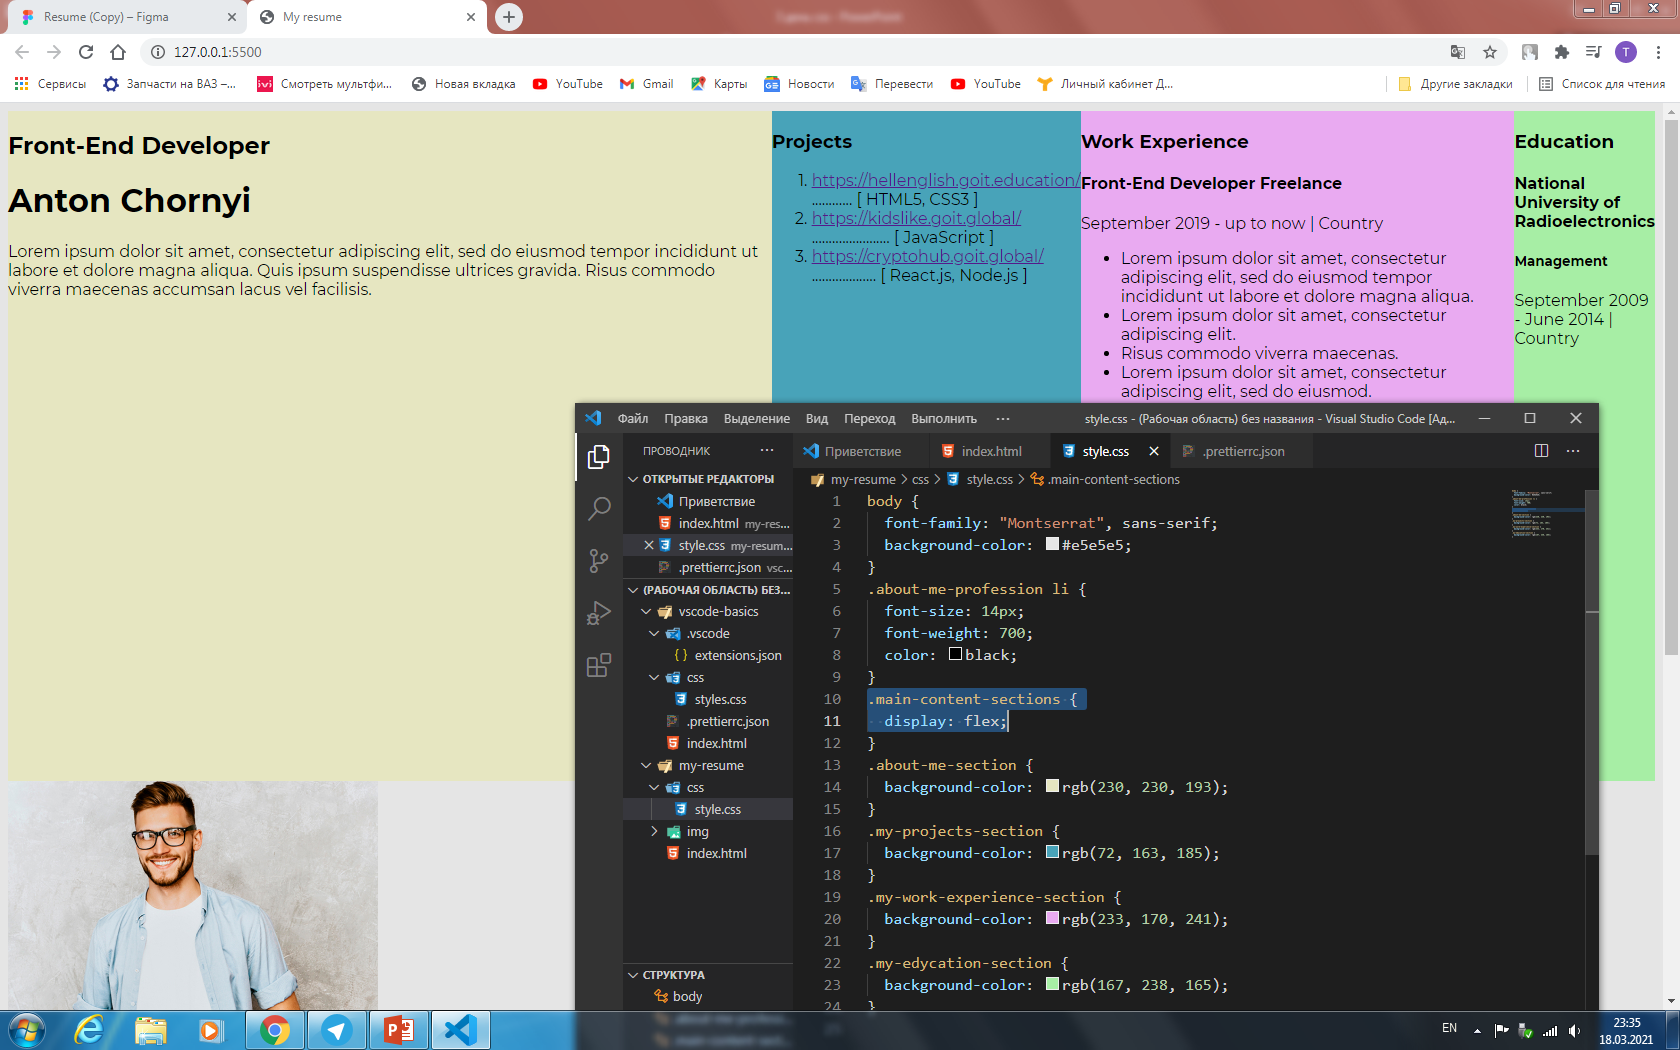 Resume (Copy) – Figma
My resume
127.0.0.1:5500
T
Сервисы
Запчасти на ВАЗ –...
Смотреть мультфи...
Новая вкладка
YouTube
Gmail
Карты
Новости
Перевести
YouTube
Личный кабинет Д...
Другие закладки
Список для чтения
Front-End Developer
Anton Chornyi
Lorem ipsum dolor sit amet, consectetur adipiscing elit, sed do eiusmod tempor incididunt ut
labore et dolore magna aliqua. Quis ipsum suspendisse ultrices gravida. Risus commodo
viverra maecenas accumsan lacus vel facilisis.
Projects
1. https://hellenglish.goit.education/
............ [ HTML5, CSS3 ]
2. https://kidslike.goit.global/
....................... [ JavaScript ]
3. https://cryptohub.goit.global/
................... [ React.js, Node.js ]
Work Experience
Front-End Developer Freelance
September 2019 - up to now | Country
• Lorem ipsum dolor sit amet, consectetur
adipiscing elit, sed do eiusmod tempor
incididunt ut labore et dolore magna aliqua.
• Lorem ipsum dolor sit amet, consectetur
adipiscing elit.
• Risus commodo viverra maecenas.
• Lorem ipsum dolor sit amet, consectetur
adipiscing elit, sed do eiusmod.
Education
National
University of
Radioelectronics
Management
September 2009
- June 2014 |
Country
Файл Правка Выделение Вид Переход Выполнить ...
style.css - (Рабочая область) без названия - Visual Studio Code [Ад...
ПРОВОДНИК
ОТКРЫТЫЕ РЕДАКТОРЫ
Приветствие
index.html my-res...
style.css my-resum...
.prettierrc.json vsc...
(РАБОЧАЯ ОБЛАСТЬ) БЕЗ...
vscode-basics
.vscode
extensions.json
css
styles.css
.prettierrc.json
index.html
my-resume
css
style.css
img
index.html
СТРУКТУРА
body
Приветствие
index.html
style.css
.prettierrc.json
my-resume > css > style.css > .main-content-sections
1 body {
2 font-family: "Montserrat", sans-serif;
3 background-color: #e5e5e5;
4 }
5 .about-me-profession li {
6 font-size: 14px;
7 font-weight: 700;
8 color: black;
9 }
10 .main-content-sections {
11 display: flex;
12 }
13 .about-me-section {
14 background-color: rgb(230, 230, 193);
15 }
16 .my-projects-section {
17 background-color: rgb(72, 163, 185);
18 }
19 .my-work-experience-section {
20 background-color: rgb(233, 170, 241);
21 }
22 .my-edycation-section {
23 background-color: rgb(167, 238, 165);
24 }
EN
23:35
18.03.2021